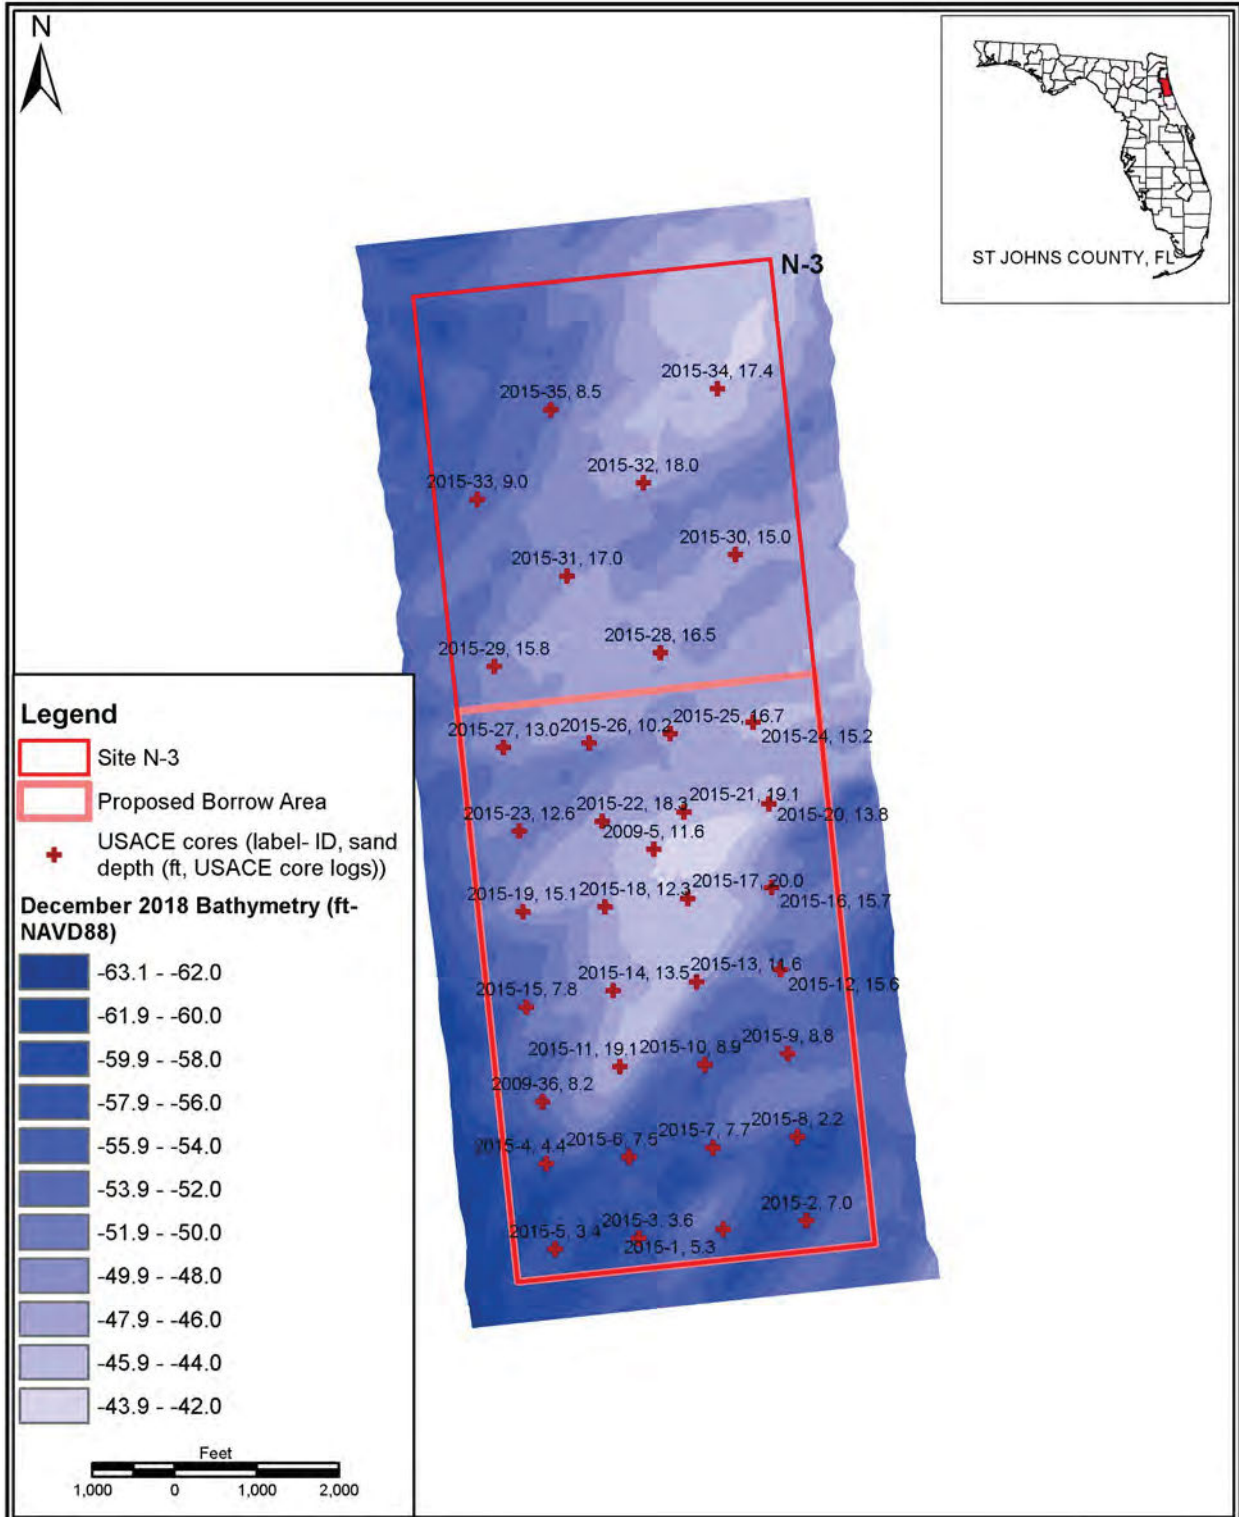 N
ST JOHNS COUNTY, FL
N-3
2015-34, 17.4
2015-35, 8.5
2015-32, 18.0
2015-33, 9.0
2015-30, 15.0
2015-31, 17.0
2015-28, 16.5
2015-29, 15.8
2015-25, 16.7
2015-26, 10.2
2015-27, 13.0
2015-24, 15.2
2015-21, 19.1
2015-22, 18.3
2015-23, 12.6
2015-20, 13.8
2009-5, 11.6
2015-17, 20.0
2015-18, 12.3
2015-19, 15.1
2015-16, 15.7
2015-13, 11.6
2015-14, 13.5
2015-15, 7.8
2015-12, 15.6
2015-9, 8.8
2015-10, 8.9
2015-11, 19.1
2009-36, 8.2
2015-8, 2.2
2015-7, 7.7
2015-6, 7.5
2015-4, 4.4
2015-2, 7.0
2015-3, 3.6
2015-5, 3.4
2015-1, 5.3
Legend
Site N-3
Proposed Borrow Area
USACE cores (label- ID, sand
depth (ft, USACE core logs))
December 2018 Bathymetry (ft-
NAVD88)
-63.1 - -62.0
-61.9 - -60.0
-59.9 - -58.0
-57.9 - -56.0
-55.9 - -54.0
-53.9 - -52.0
-51.9 - -50.0
-49.9 - -48.0
-47.9 - -46.0
-45.9 - -44.0
-43.9 - -42.0
Feet
1,000 0 1,000 2,000